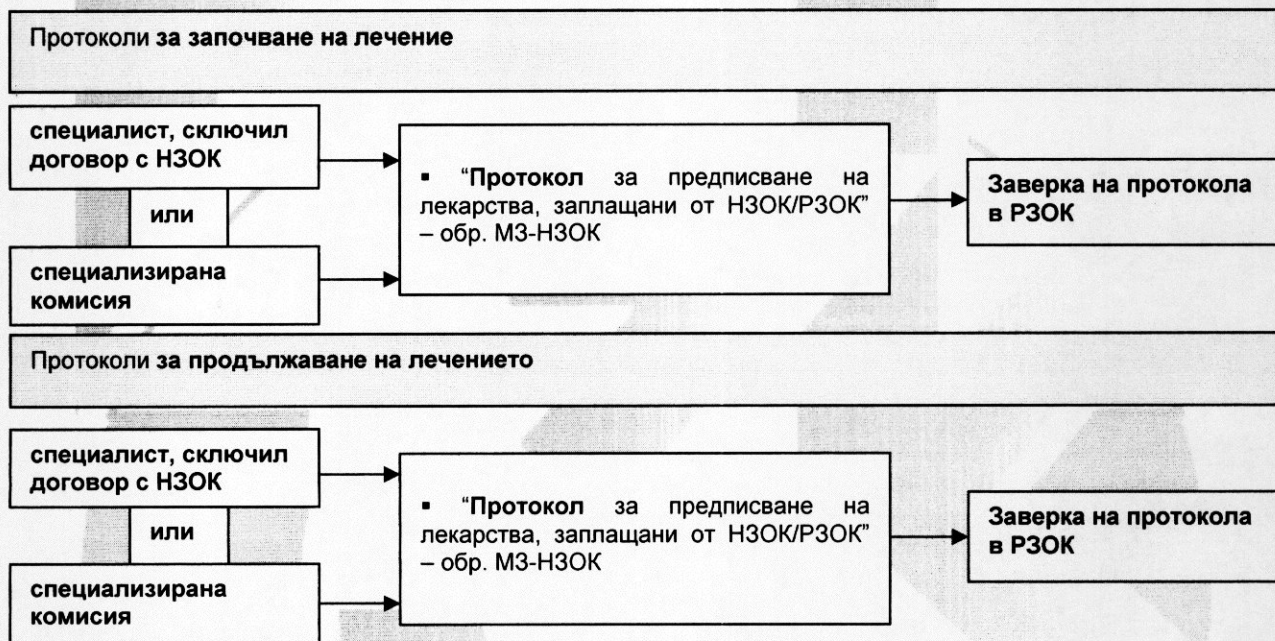 Протоколи за започване на лечение
специалист, сключил
договор с НЗОК
или
специализирана
комисия
▪ “Протокол за предписване на
лекарства, заплащани от НЗОК/РЗОК”
– обр. МЗ-НЗОК
Заверка на протокола
в РЗОК
Протоколи за продължаване на лечението
специалист, сключил
договор с НЗОК
или
специализирана
комисия
▪ “Протокол за предписване на
лекарства, заплащани от НЗОК/РЗОК”
– обр. МЗ-НЗОК
Заверка на протокола
в РЗОК